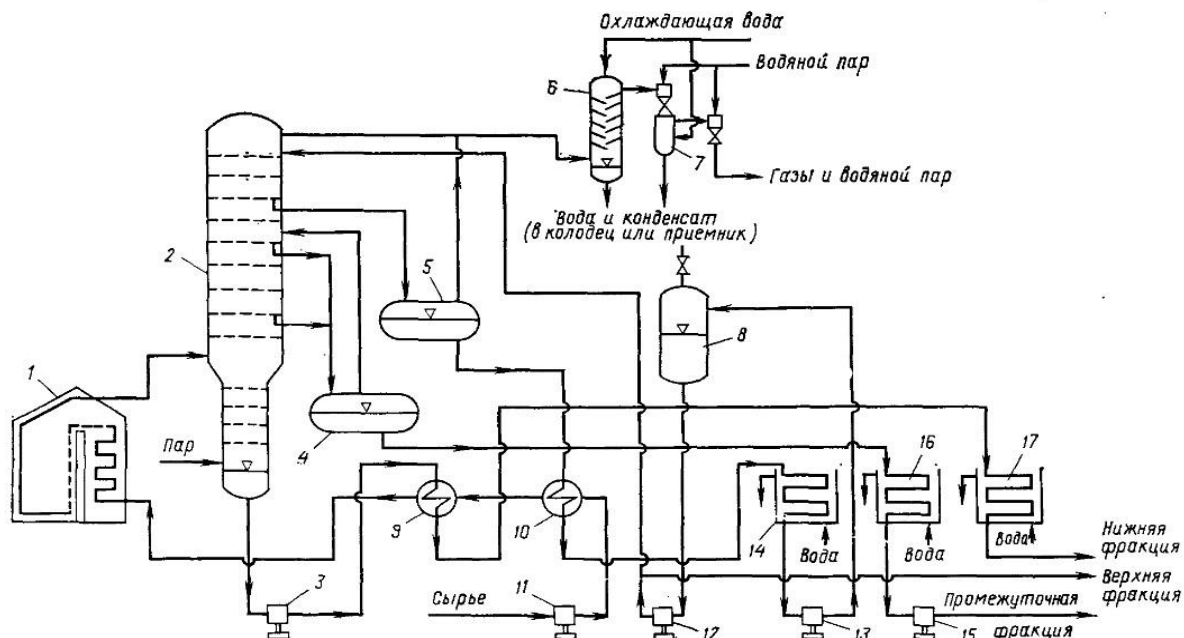 Охлаждающая вода
Водяной пар
6
7
Газы и водяной пар
Вода и конденсат
(в колодец или приемник)
2
5
8
1
4
Пар
16
17
9
10
14
Вода
Вода
Вода
Нижняя
фракция
3
Сырье
11
12
13
15
Верхняя
фракция
Промежуточная
фракция